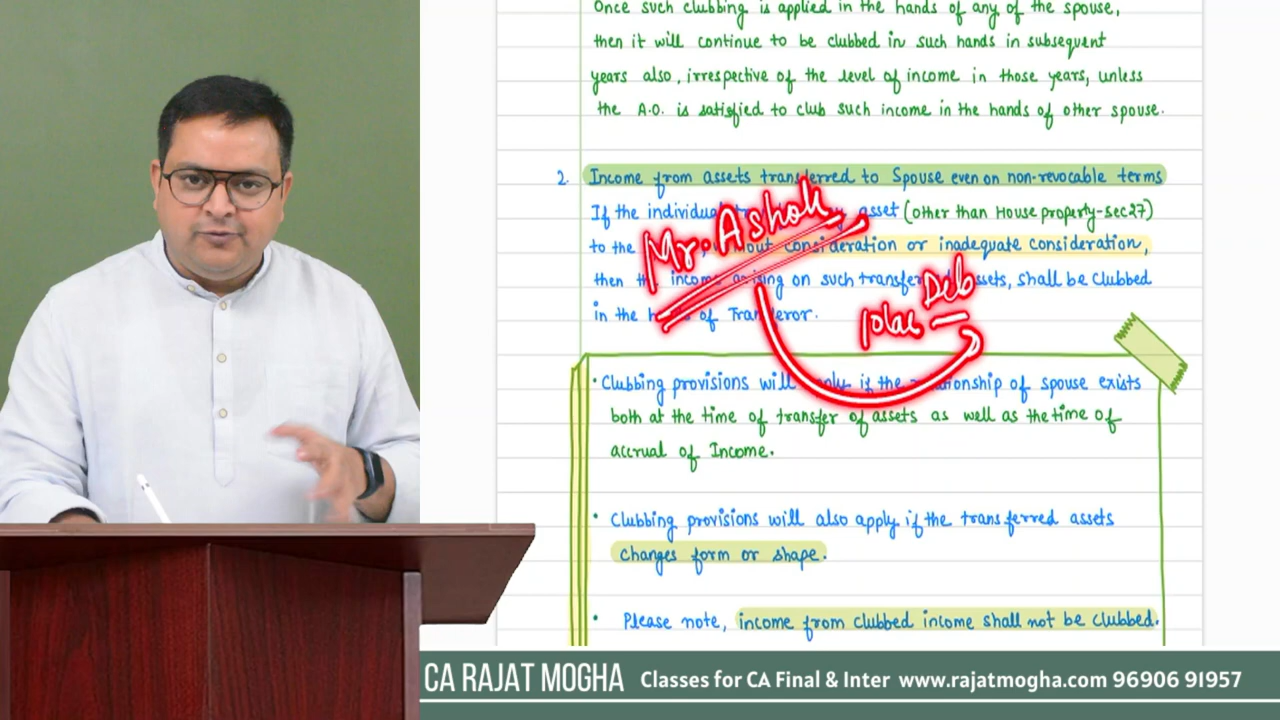 Once such clubbing is applied in the hands of any of the spouse,
then it will continue to be clubbed in such hands in subsequent
years also, irrespective of the level of income in those years, unless
the A.O. is satisfied to club such income in the hands of other spouse.
2. Income from assets transferred to Spouse even on non-revocable terms
If the individual asset (other than House property-sec27)
to the consideration or inadequate consideration,
then the income arising on such assets, shall be clubbed
in the of Transferor.
Mr. Ashok
10lac Deb
• Clubbing provisions will if the relationship of spouse exists
both at the time of transfer of assets as well as the time of
accrual of Income.
• Clubbing provisions will also apply if the transferred assets
changes form or shape.
• Please note, income from clubbed income shall not be clubbed.
CA RAJAT MOGHA Classes for CA Final & Inter www.rajatmogha.com 96906 91957